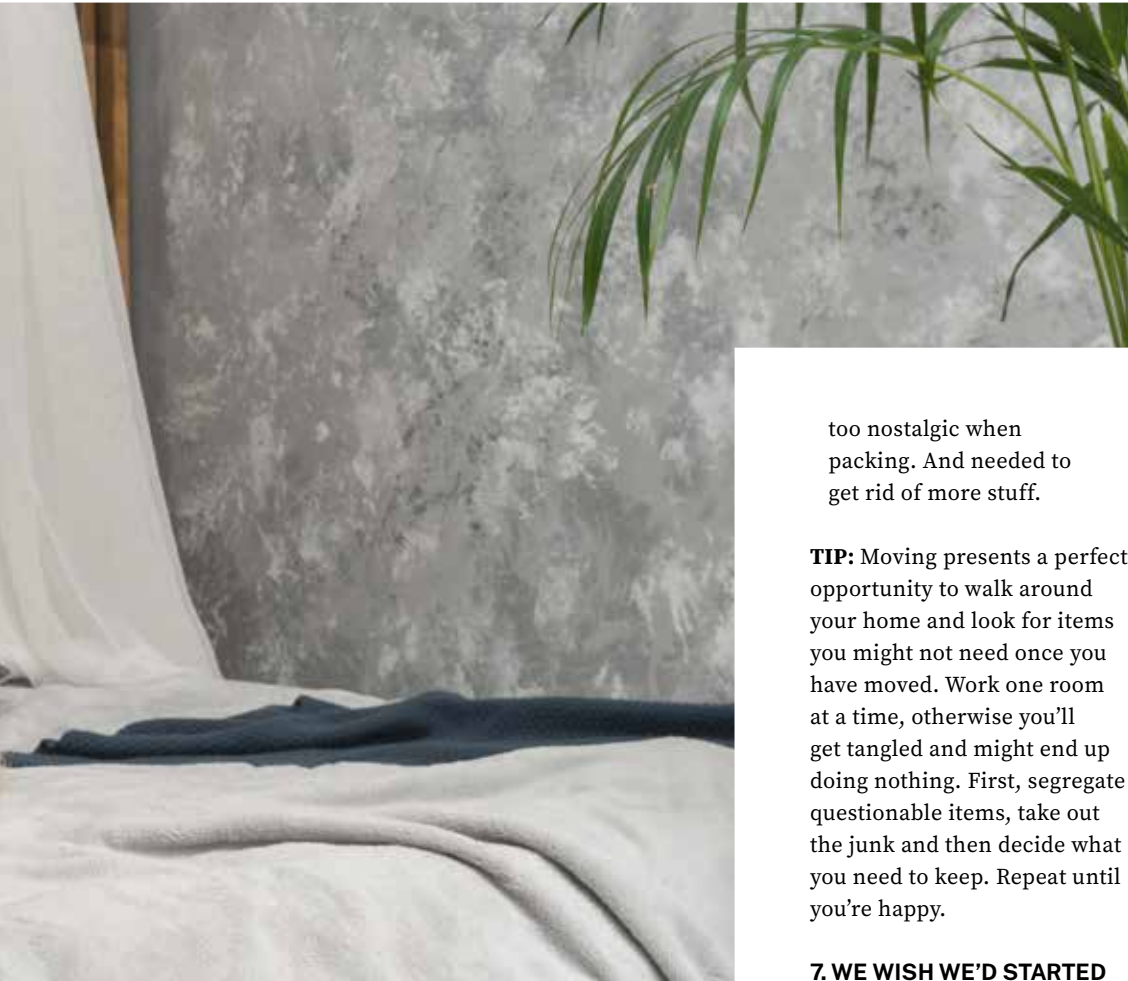 too nostalgic when
packing. And needed to
get rid of more stuff.
TIP: Moving presents a perfect
opportunity to walk around
your home and look for items
you might not need once you
have moved. Work one room
at a time, otherwise you’ll
get tangled and might end up
doing nothing. First, segregate
questionable items, take out
the junk and then decide what
you need to keep. Repeat until
you’re happy.
7. WE WISH WE’D STARTED